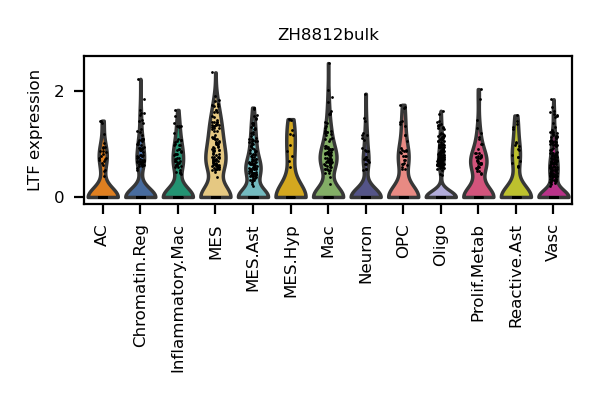 ZH8812bulk
LTF expression
2
0
AC
Chromatin.Reg
Inflammatory.Mac
MES
MES.Ast
MES.Hyp
Mac
Neuron
OPC
Oligo
Prolif.Metab
Reactive.Ast
Vasc